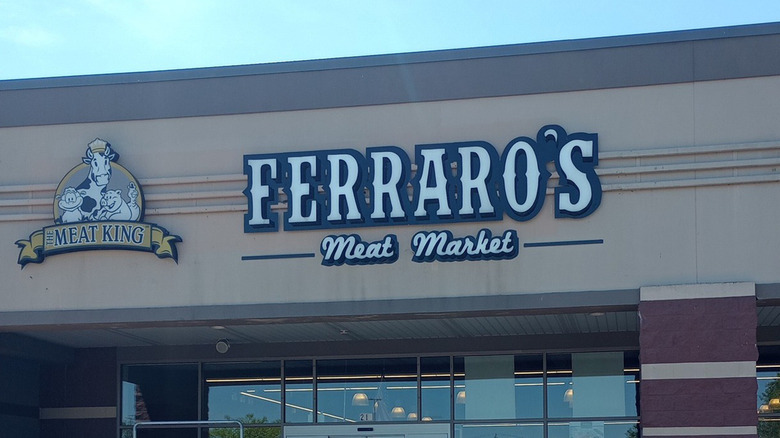 FERRARO'S
Meat Market
THE MEAT KING